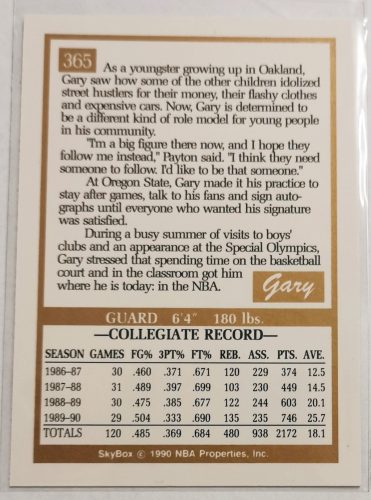 365
As a youngster growing up in Oakland,
Gary saw how some of the other children idolized
street hustlers for their money, their flashy clothes
and expensive cars. Now, Gary is determined to
be a different kind of role model for young people
in his community.
"I'm a big figure there now, and I hope they
follow me instead," Payton said. "I think they need
someone to follow. I'd like to be that someone."
At Oregon State, Gary made it his practice to
stay after games, talk to his fans and sign auto-
graphs until everyone who wanted his signature
was satisfied.
During a busy summer of visits to boys'
clubs and an appearance at the Special Olympics,
Gary stressed that spending time on the basketball
court and in the classroom got him
where he is today: in the NBA.
Gary
GUARD 6'4" 180 lbs.
—COLLEGIATE RECORD—
SEASON GAMES FG% 3PT% FT% REB. ASS. PTS. AVE.
1986-87 30 .460 .371 .671 120 229 374 12.5
1987-88 31 .489 .397 .699 103 230 449 14.5
1988-89 30 .475 .385 .677 122 244 603 20.1
1989-90 29 .504 .333 .690 135 235 746 25.7
TOTALS 120 .485 .369 .684 480 938 2172 18.1
SkyBox © 1990 NBA Properties, Inc.